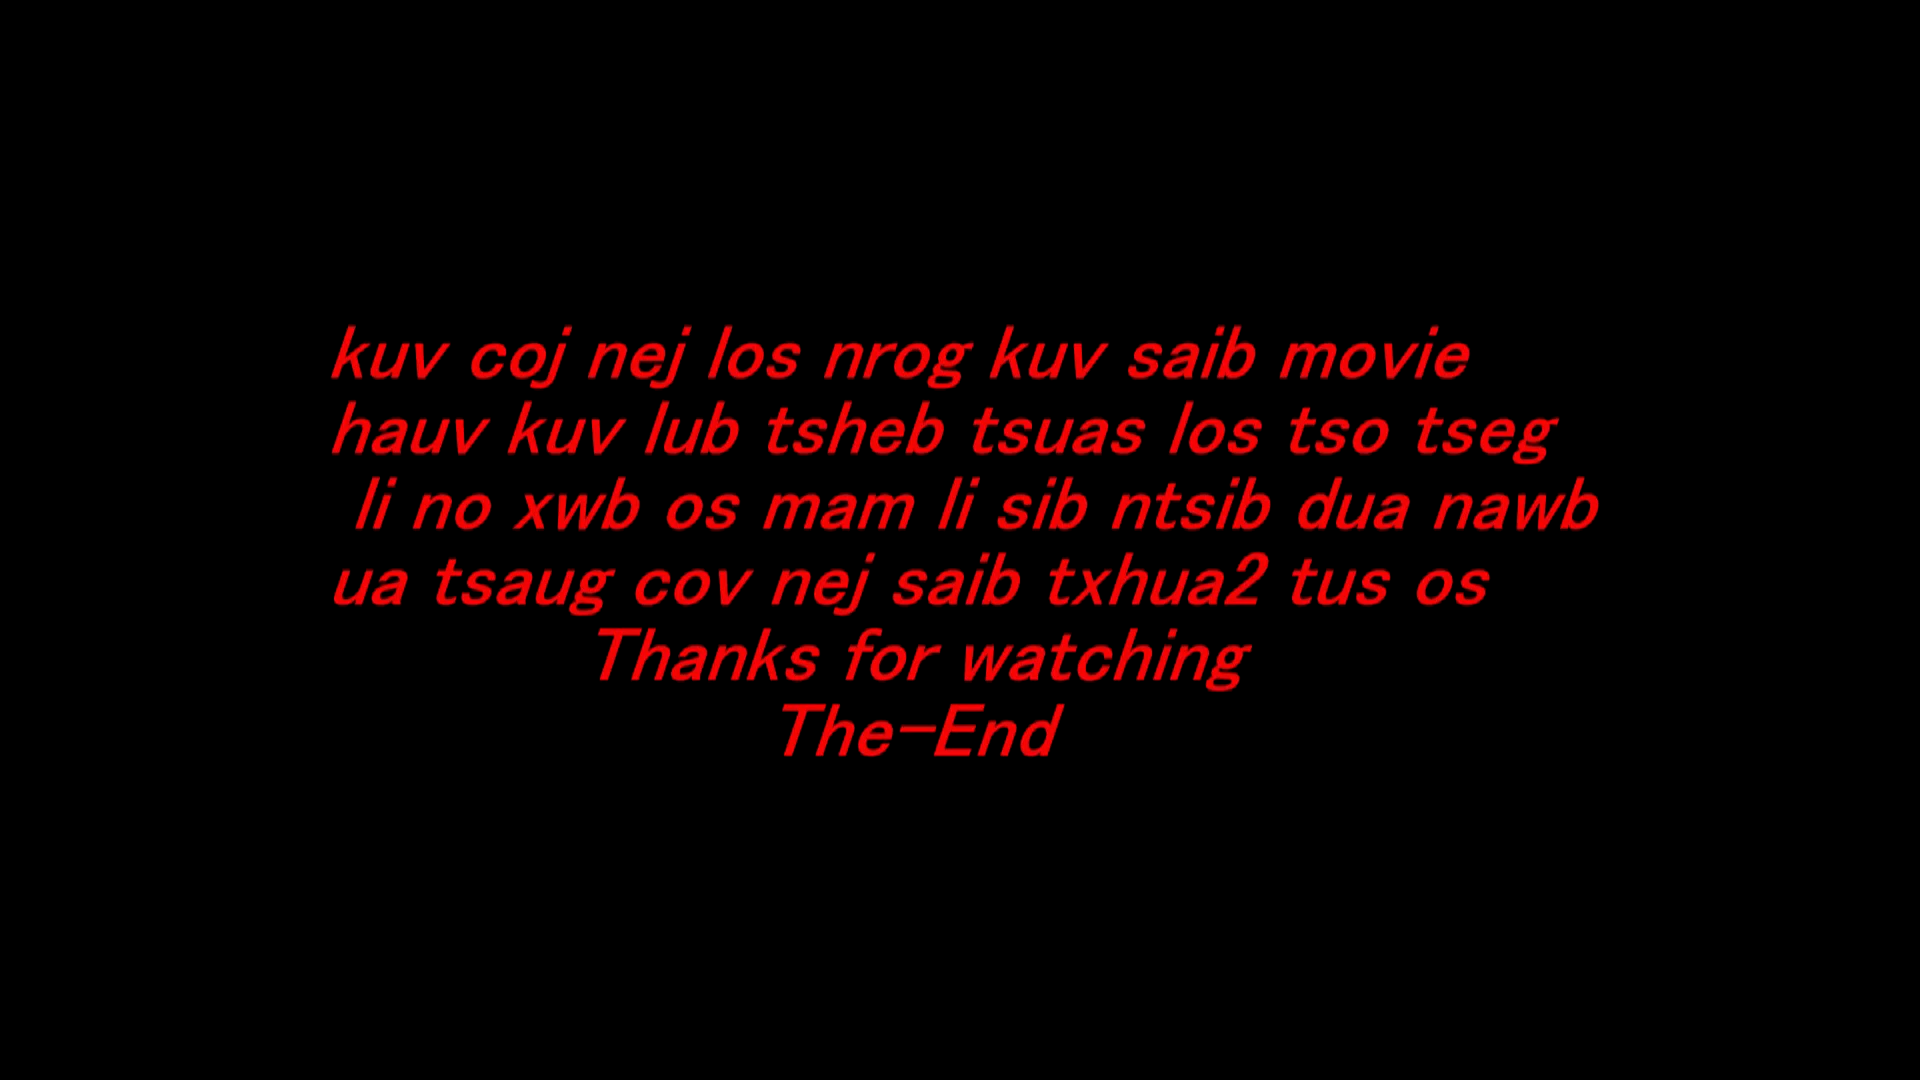 kuv coj nej los nrog kuv saib movie
hauv kuv lub tsheb tsuas los tso tseg
li no xwb os mam li sib ntsib dua nawb
ua tsaug cov nej saib txhua2 tus os
Thanks for watching
The-End